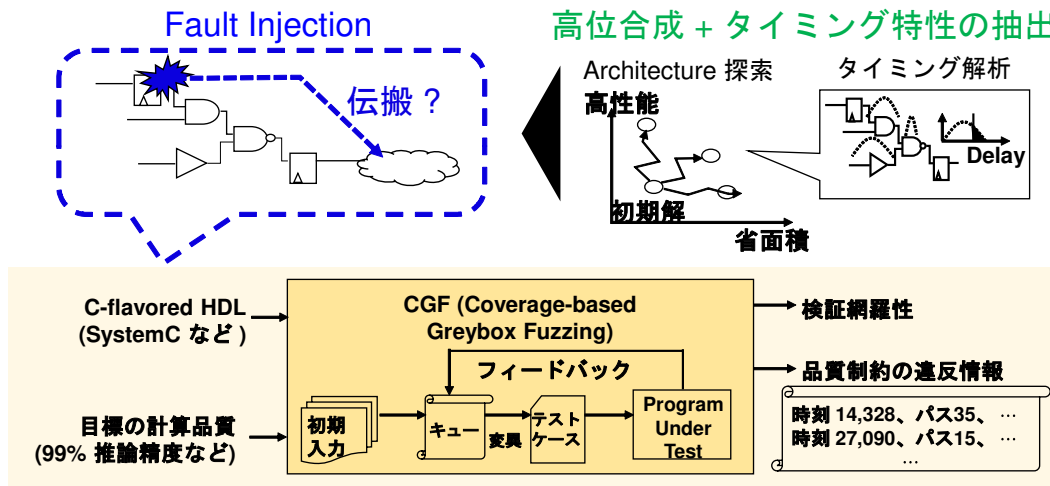 Fault Injection
伝搬？
高位合成 + タイミング特性の抽出
Architecture 探索
高性能
初期解
省面積
タイミング解析
Delay
C-flavored HDL
(SystemC など )
目標の計算品質
(99% 推論精度など)
CGF (Coverage-based
Greybox Fuzzing)
フィードバック
初期
入力
キュー
変異
テスト
ケース
Program
Under
Test
検証網羅性
品質制約の違反情報
時刻 14,328、パス35、 …
時刻 27,090、パス15、 …
…